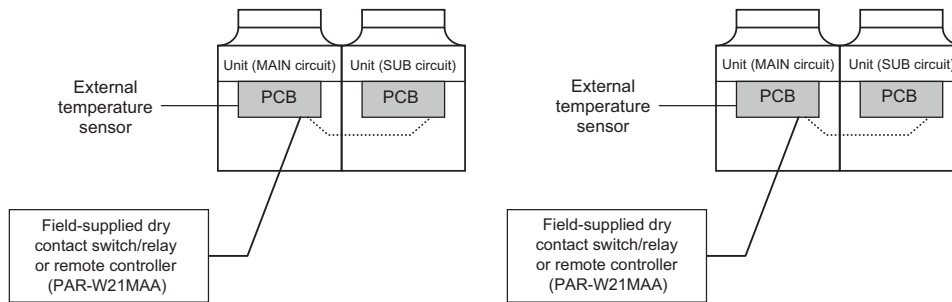 Unit (MAIN circuit)
Unit (SUB circuit)
PCB
PCB
External
temperature
sensor
Field-supplied dry
contact switch/relay
or remote controller
(PAR-W21MAA)
Unit (MAIN circuit)
Unit (SUB circuit)
PCB
PCB
External
temperature
sensor
Field-supplied dry
contact switch/relay
or remote controller
(PAR-W21MAA)